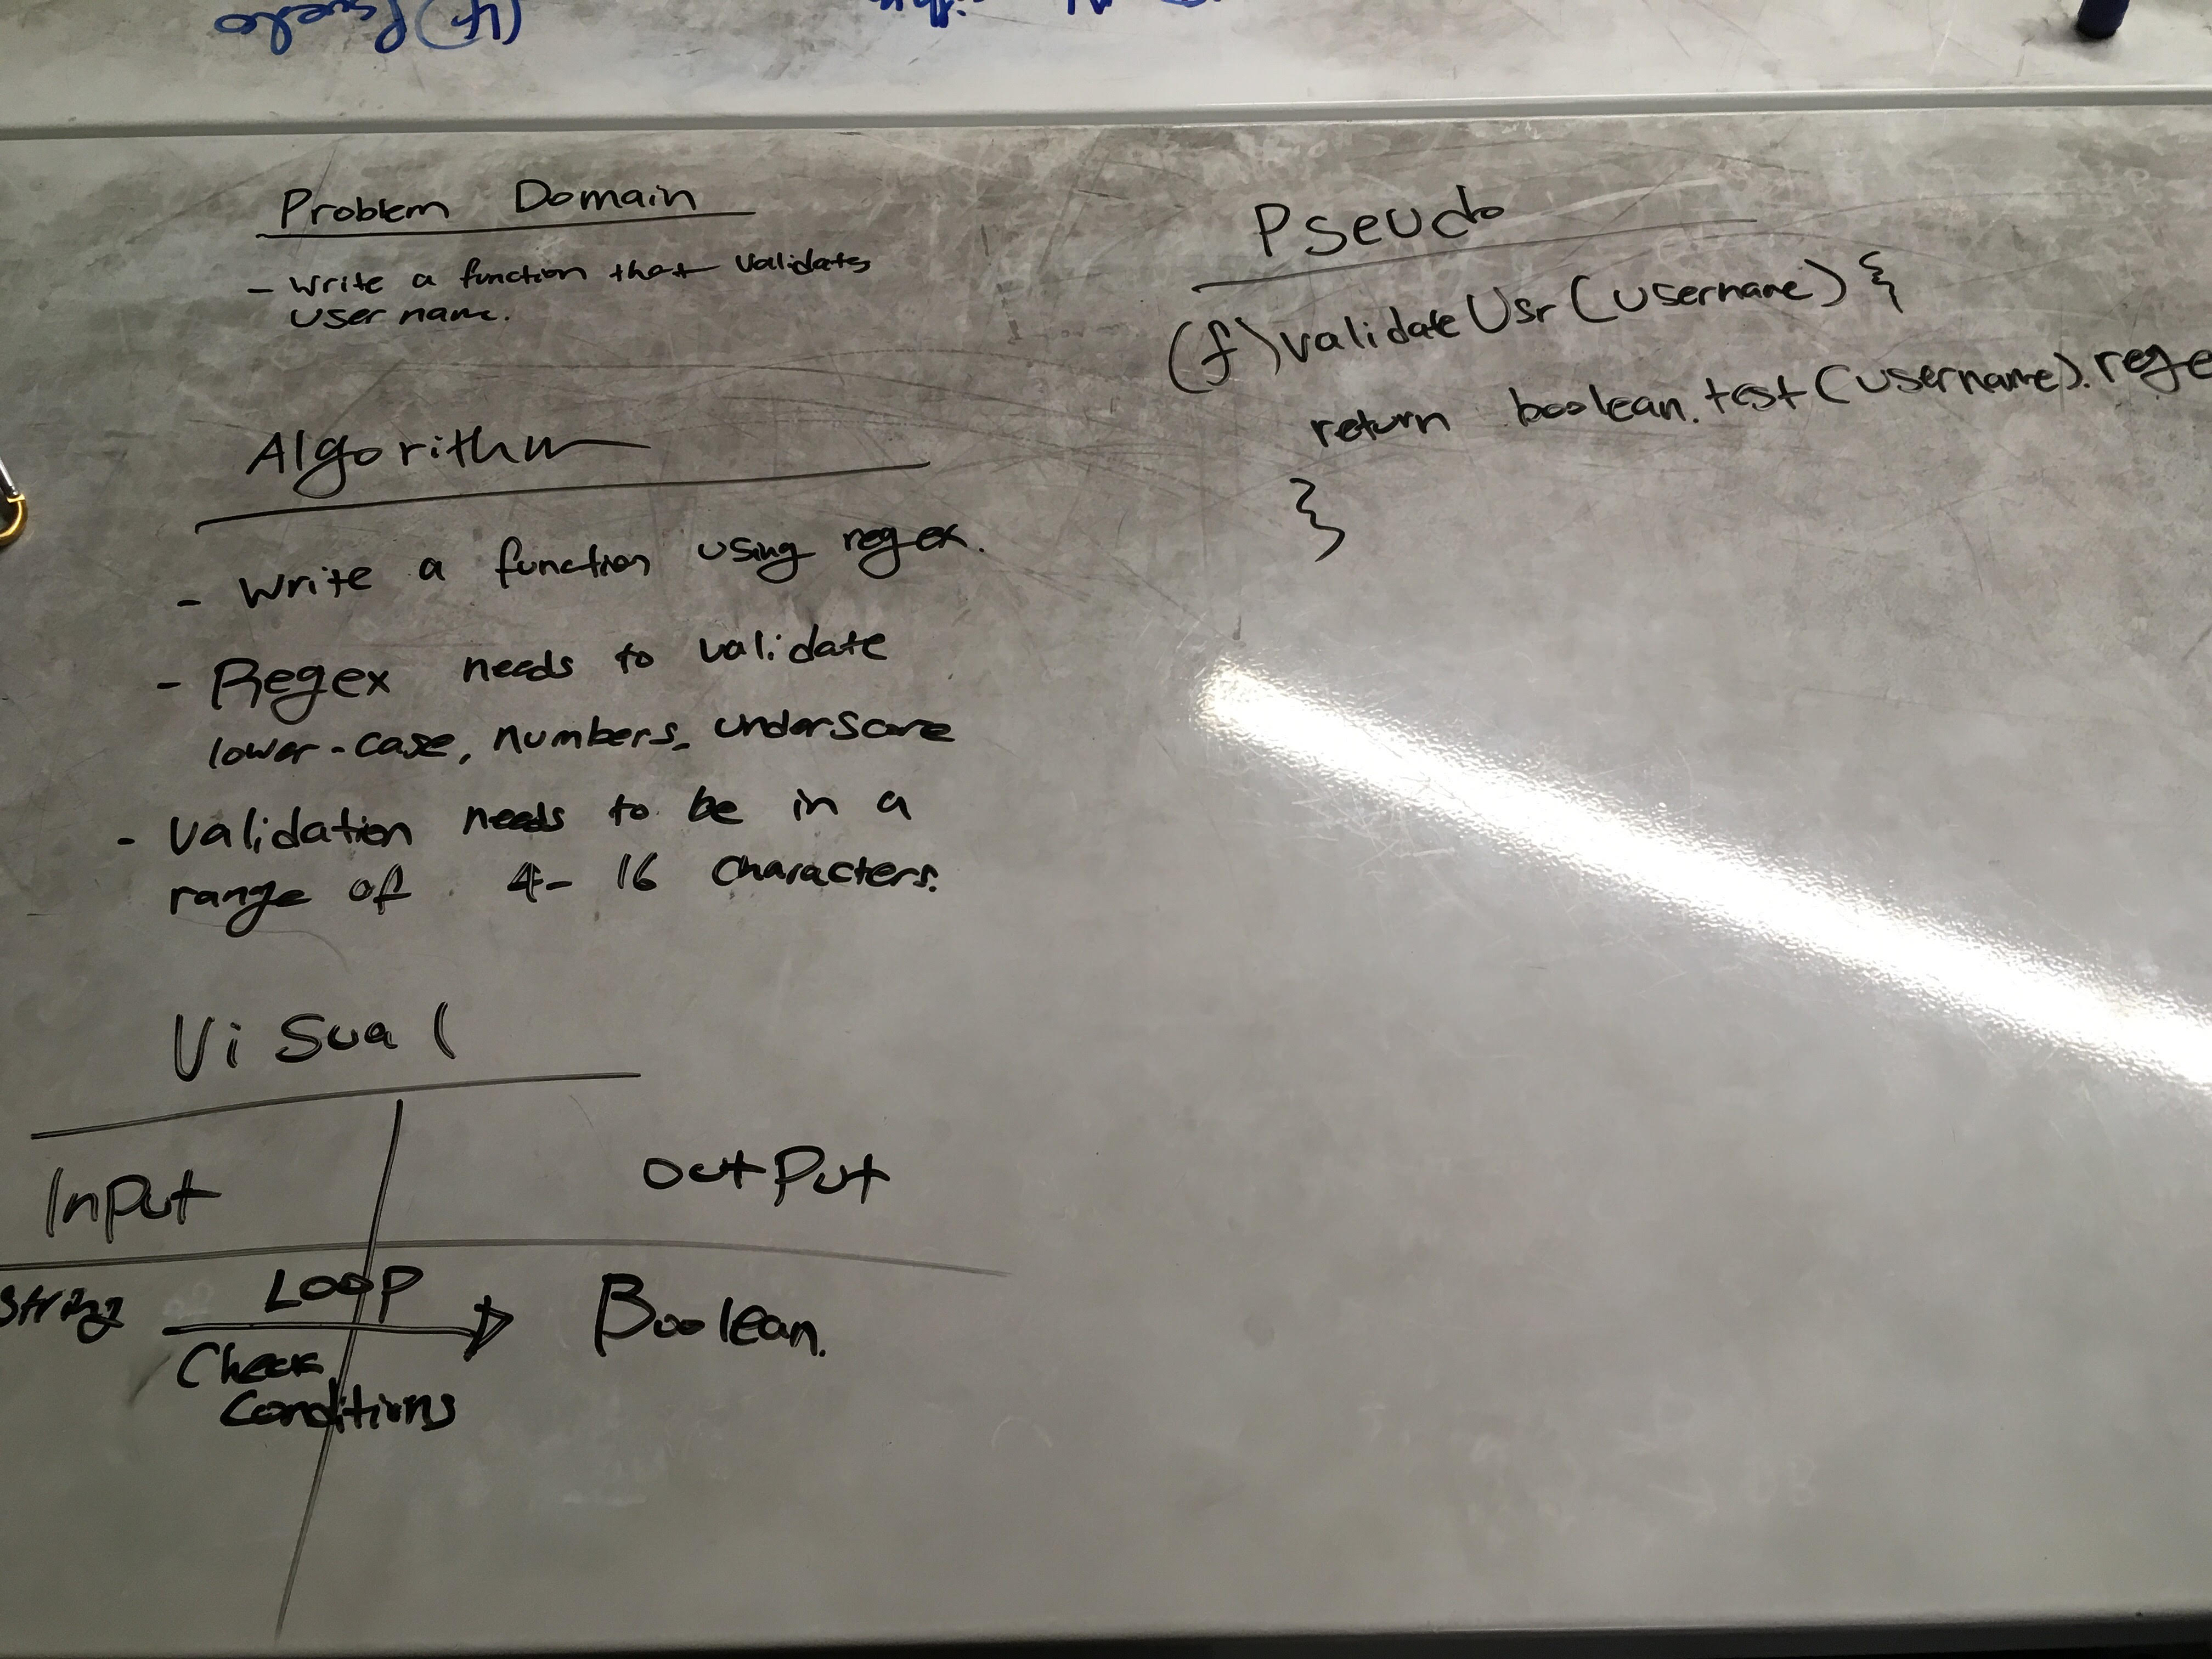 Problem Domain
- Write a function that validates
user name.
Algorithm
- Write a function using regex.
- Regex needs to validate
lower-case, numbers, underscore
- Validation needs to be in a
range of 4-16 characters.
Visual
Input output
String Loop Boolean.
Check
Conditions
Pseudo
(f) validateUsr(username) {
return boolean.test(username).rege
}